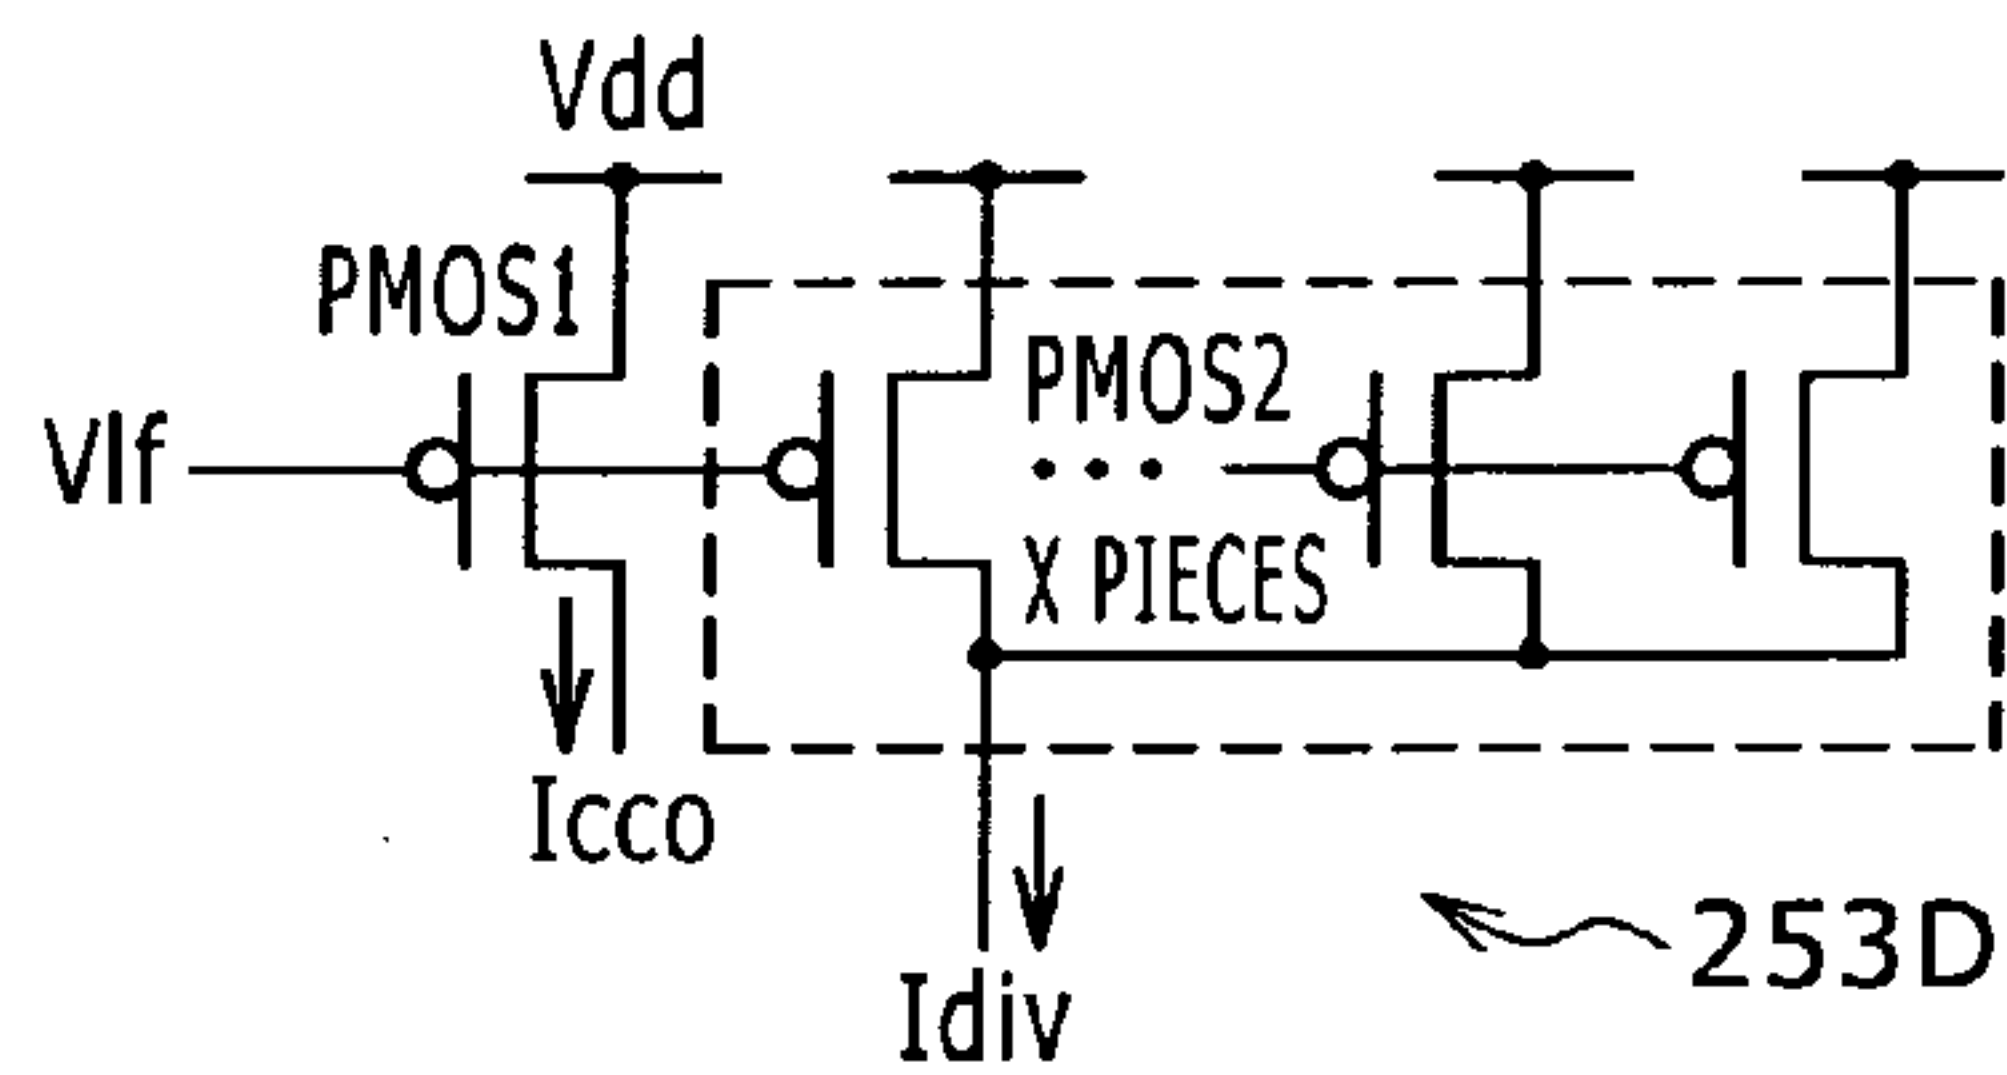 Vdd
PMOS1
PMOS2
Vlf
X PIECES
Icco
253D
Idiv